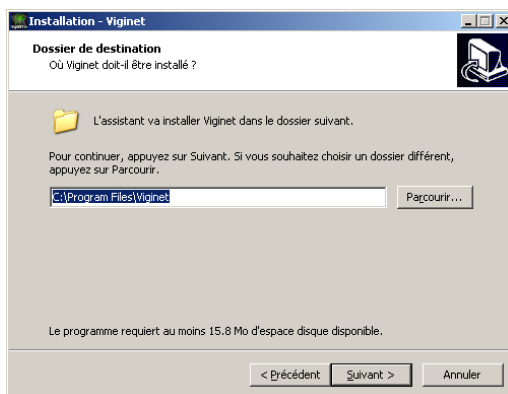 Installation - Viginet
Dossier de destination
Où Viginet doit-il être installé ?
L'assistant va installer Viginet dans le dossier suivant.
Pour continuer, appuyez sur Suivant. Si vous souhaitez choisir un dossier différent,
appuyez sur Parcourir.
C:\Program Files\Viginet
Parcourir...
Le programme requiert au moins 15.8 Mo d'espace disque disponible.
< Précédent
Suivant >
Annuler